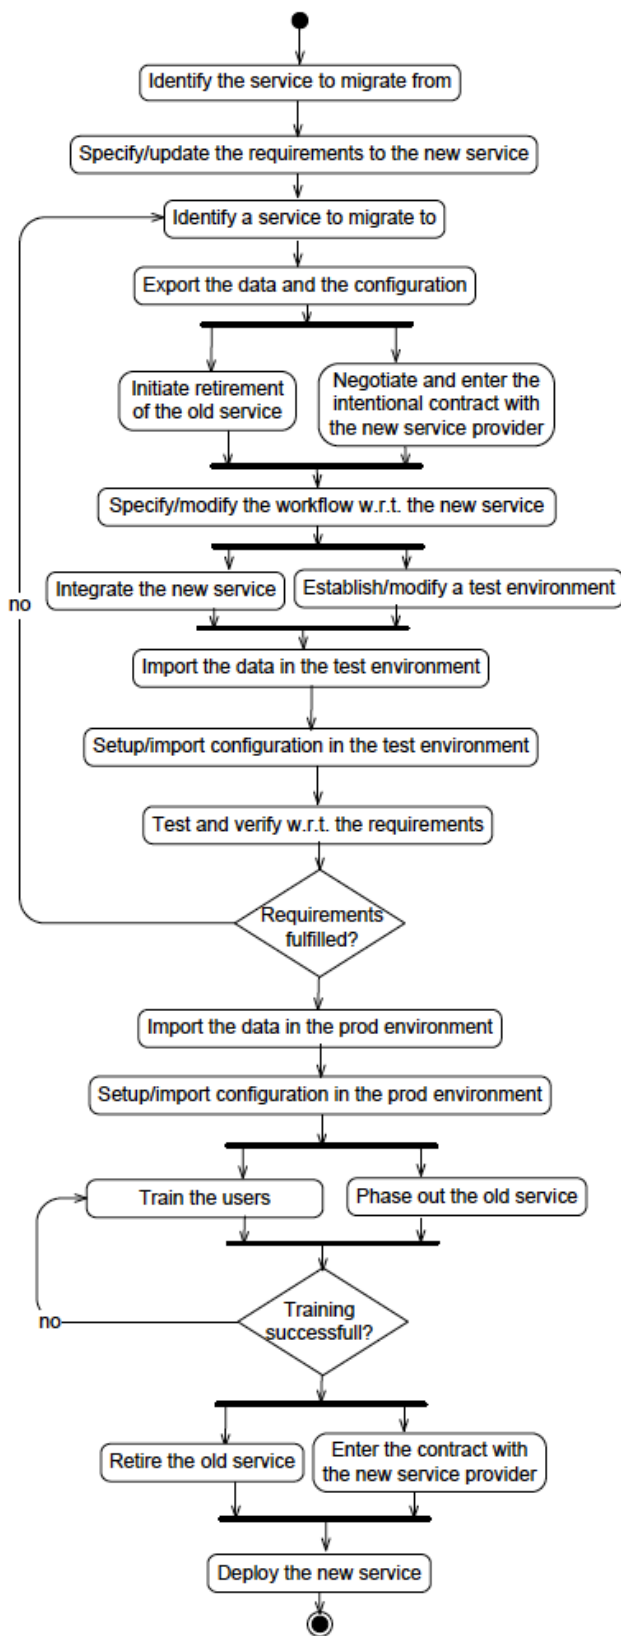 Identify the service to migrate from
Specify/update the requirements to the new service
Identify a service to migrate to
Export the data and the configuration
Initiate retirement
of the old service
Negotiate and enter the
intentional contract with
the new service provider
Specify/modify the workflow w.r.t. the new service
Integrate the new service
Establish/modify a test environment
no
Import the data in the test environment
Setup/import configuration in the test environment
Test and verify w.r.t. the requirements
Requirements
fulfilled?
Import the data in the prod environment
Setup/import configuration in the prod environment
Train the users
Phase out the old service
Training
successfull?
no
Retire the old service
Enter the contract with
the new service provider
Deploy the new service